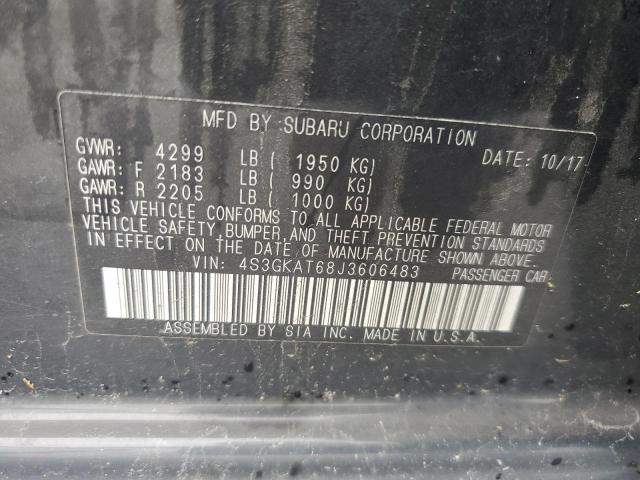 MFD BY SUBARU CORPORATION
GVWR: 4299 LB ( 1950 KG) DATE: 10/17
GAWR: F 2183 LB ( 990 KG)
GAWR: R 2205 LB ( 1000 KG)
THIS VEHICLE CONFORMS TO ALL APPLICABLE FEDERAL MOTOR
VEHICLE SAFETY, BUMPER, AND THEFT PREVENTION STANDARDS
IN EFFECT ON THE DATE OF MANUFACTURE SHOWN ABOVE.
VIN: 4S3GKAT68J3606483 PASSENGER CAR
ASSEMBLED BY SIA INC. MADE IN U.S.A.